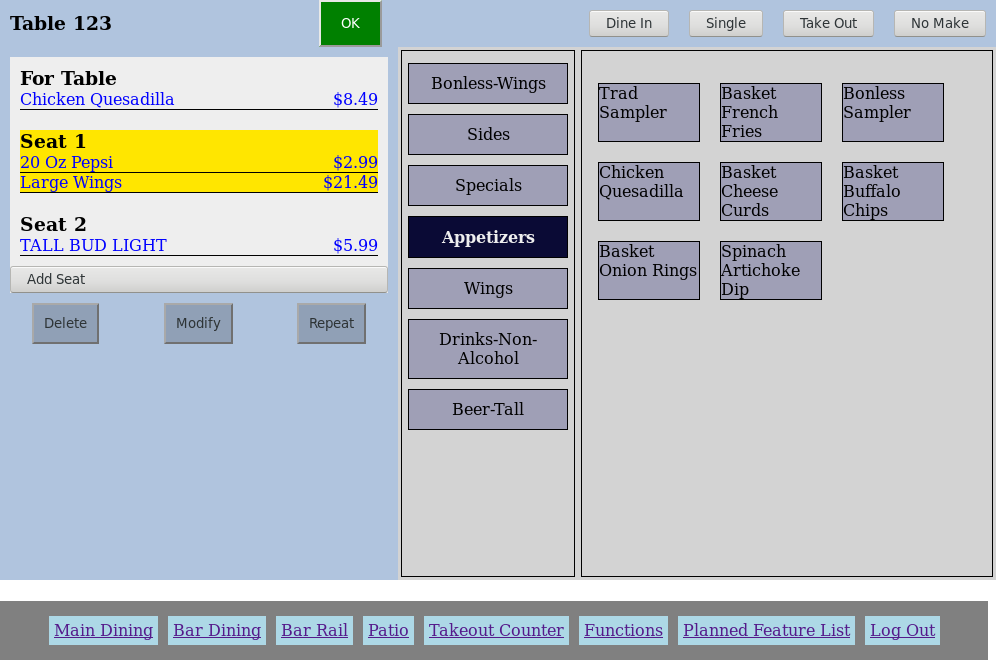 Table 123
OK
Dine In
Single
Take Out
No Make
For Table
Chicken Quesadilla $8.49
Seat 1
20 Oz Pepsi $2.99
Large Wings $21.49
Seat 2
TALL BUD LIGHT $5.99
Add Seat
Delete
Modify
Repeat
Bonless-Wings
Sides
Specials
Appetizers
Wings
Drinks-Non-
Alcohol
Beer-Tall
Trad
Sampler
Basket
French
Fries
Bonless
Sampler
Chicken
Quesadilla
Basket
Cheese
Curds
Basket
Buffalo
Chips
Basket
Onion Rings
Spinach
Artichoke
Dip
Main Dining
Bar Dining
Bar Rail
Patio
Takeout Counter
Functions
Planned Feature List
Log Out